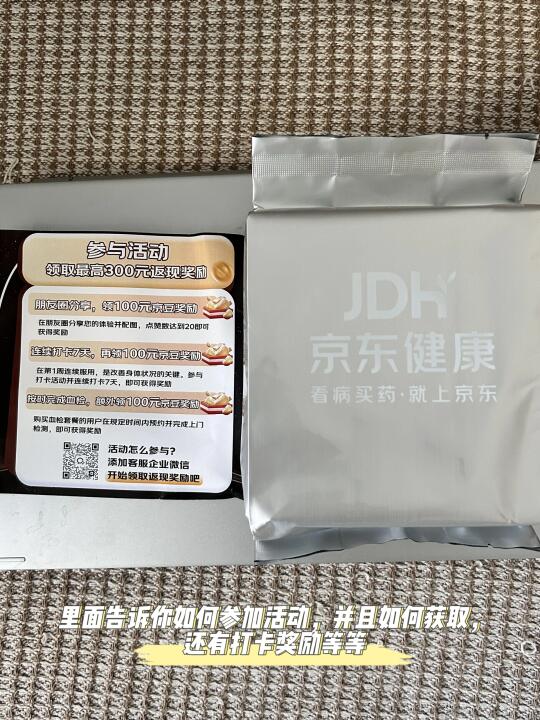 参与活动
领取最高300元返现奖励
朋友圈分享，领100元京豆奖励
在朋友圈分享您的体验并配图，点赞数达到20即可
获得奖励
连续打卡7天，再领100元京豆奖励
在第1周连续服用，是改善身体状况的关键。参与
打卡活动并连续打卡7天，即可获得奖励
按时完成血检，额外领100元京豆奖励
购买血检套餐的用户在规定时间内预约并完成上门
检测，即可获得奖励
活动怎么参与？
添加客服企业微信
开始领取返现奖励吧
JDH
京东健康
看病买药·就上京东
里面告诉你如何参加活动，并且如何获取，
还有打卡奖励等等